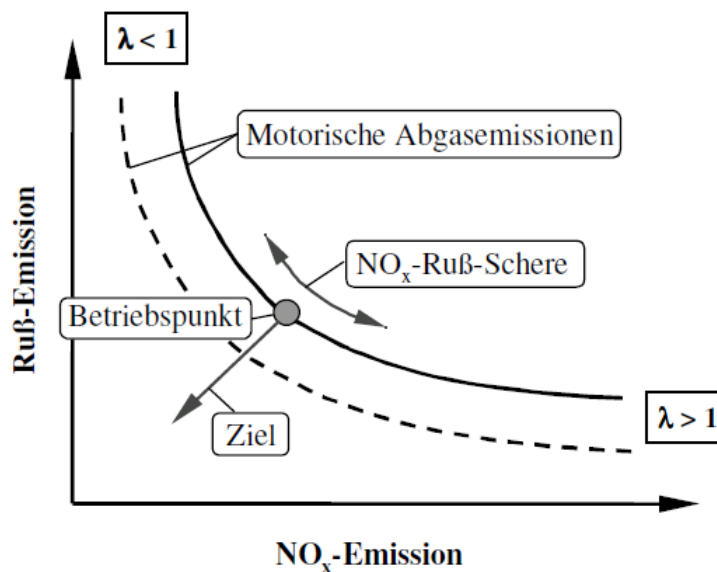 λ < 1
Motorische Abgasemissionen
NOx-Ruß-Schere
Betriebspunkt
Ziel
λ > 1
Ruß-Emission
NOx-Emission